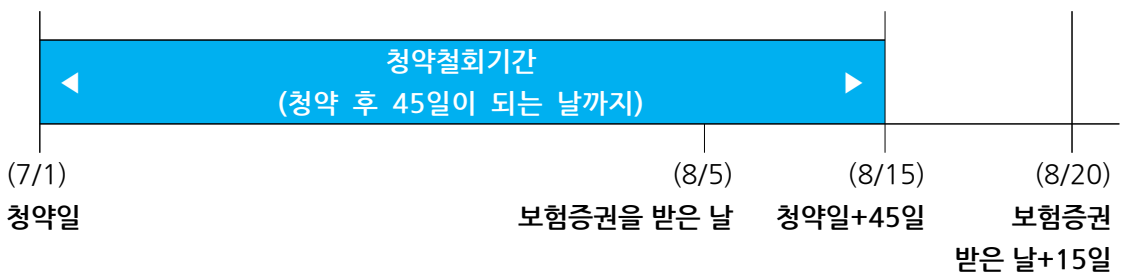 청약철회기간
(청약 후 45일이 되는 날까지)
(7/1)
청약일
(8/5)
보험증권을 받은 날
(8/15)
청약일+45일
(8/20)
보험증권
받은 날+15일